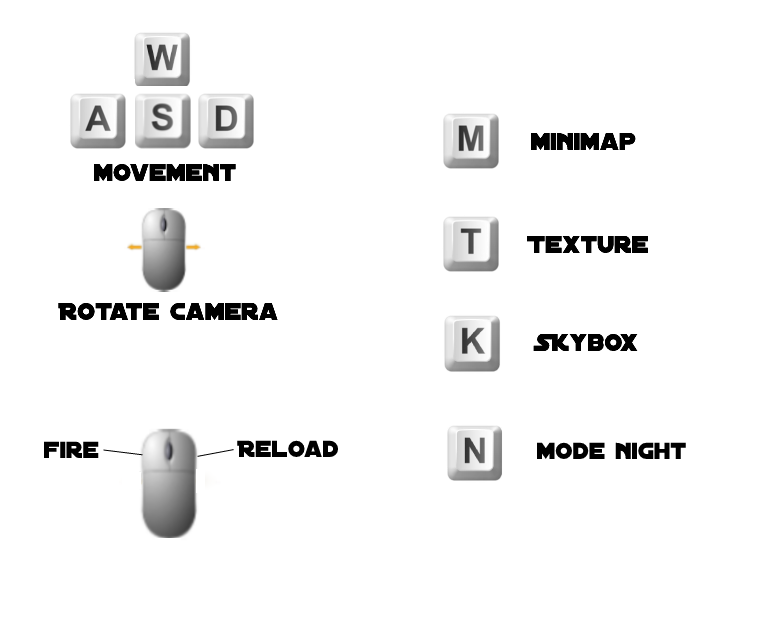 W
A S D
MOVEMENT
ROTATE CAMERA
FIRE RELOAD
M MINIMAP
T TEXTURE
K SKYBOX
N MODE NIGHT